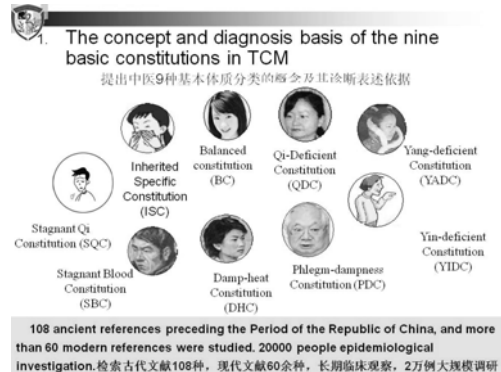 1. The concept and diagnosis basis of the nine
basic constitutions in TCM
提出中医9种基本体质分类的概念及其诊断表述依据
Inherited
Specific
Constitution
(ISC)
Balanced
constitution
(BC)
Qi-Deficient
Constitution
(QDC)
Yang-deficient
Constitution
(YADC)
Stagnant Qi
Constitution (SQC)
Stagnant Blood
Constitution
(SBC)
Damp-heat
Constitution
(DHC)
Phlegm-dampness
Constitution (PDC)
Yin-deficient
Constitution
(YIDC)
108 ancient references preceding the Period of the Republic of China, and more
than 60 modern references were studied. 20000 people epidemiological
investigation.检索古代文献108种，现代文献60余种，长期临床观察，2万例大规模调研